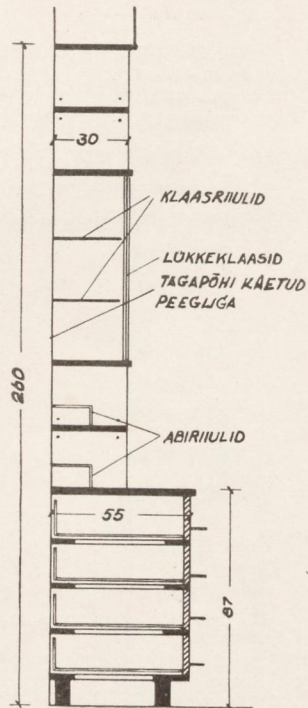 30
KLAASRIIULID
LÜKKEKLAASID
TAGAPÕHI KAETUD
PEEGLIGA
260
ABIRIIULID
55
87